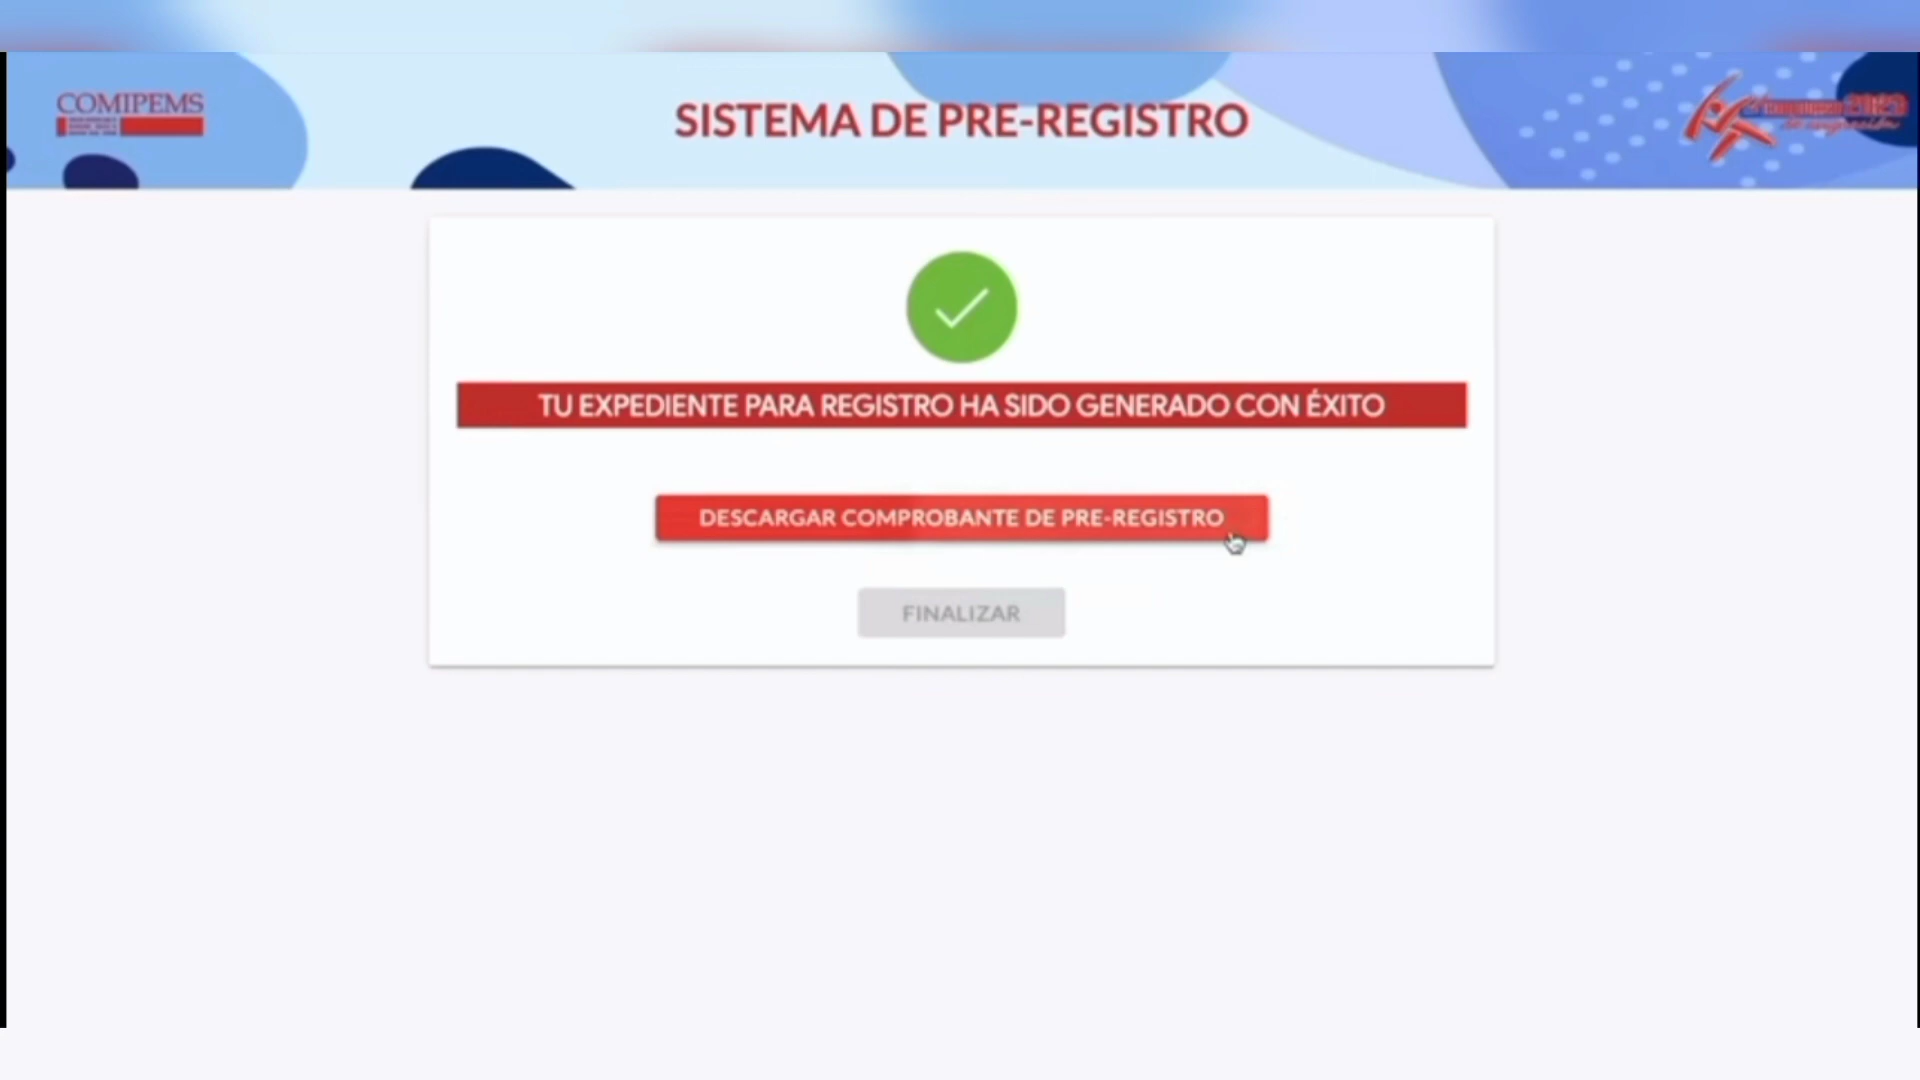 COMIPEMS
SISTEMA DE PRE-REGISTRO
TU EXPEDIENTE PARA REGISTRO HA SIDO GENERADO CON ÉXITO
DESCARGAR COMPROBANTE DE PRE-REGISTRO
FINALIZAR